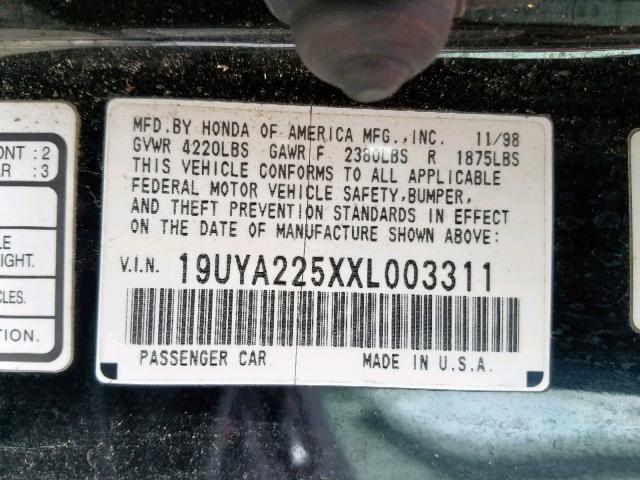 MFD.BY HONDA OF AMERICA MFG.,INC. 11/98
GVWR 4220LBS GAWR F 2380LBS R 1875LBS
THIS VEHICLE CONFORMS TO ALL APPLICABLE
FEDERAL MOTOR VEHICLE SAFETY,BUMPER,
AND THEFT PREVENTION STANDARDS IN EFFECT
ON THE DATE OF MANUFACTURE SHOWN ABOVE:
V.I.N. 19UYA225XXL003311
PASSENGER CAR MADE IN U.S.A.
ONT : 2
AR : 3
LE
IGHT.
CLES.